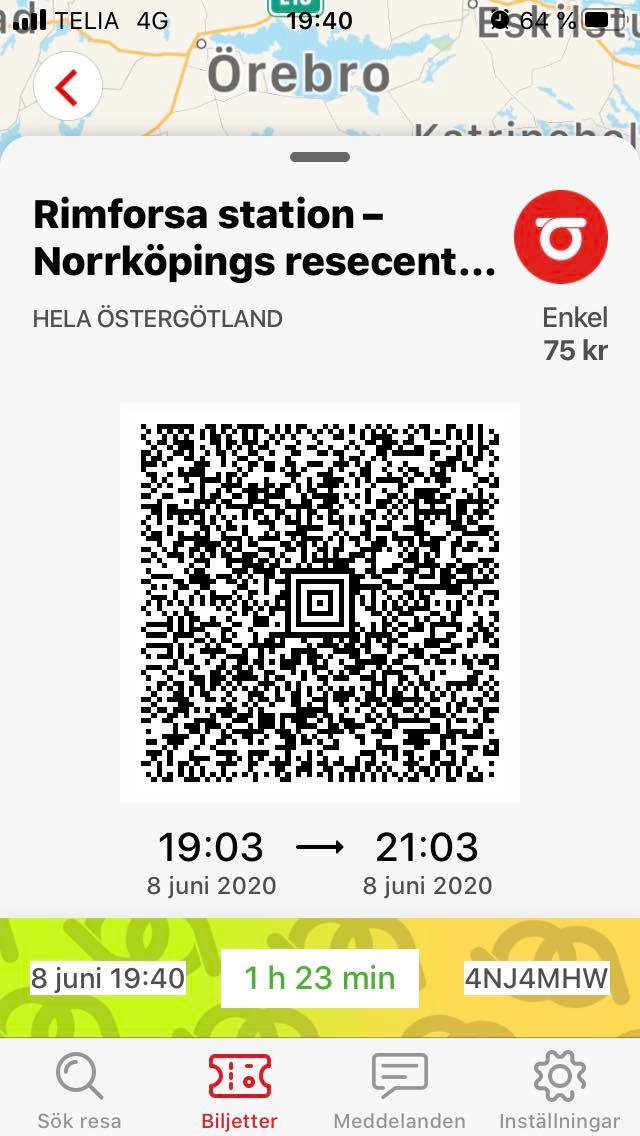 TELIA 4G 19:40 64 %
Örebro
Rimforsa station –
Norrköpings resecent...
HELA ÖSTERGÖTLAND
Enkel
75 kr
19:03 → 21:03
8 juni 2020 8 juni 2020
8 juni 19:40 1 h 23 min 4NJ4MHW
Sök resa Biljetter Meddelanden Inställningar